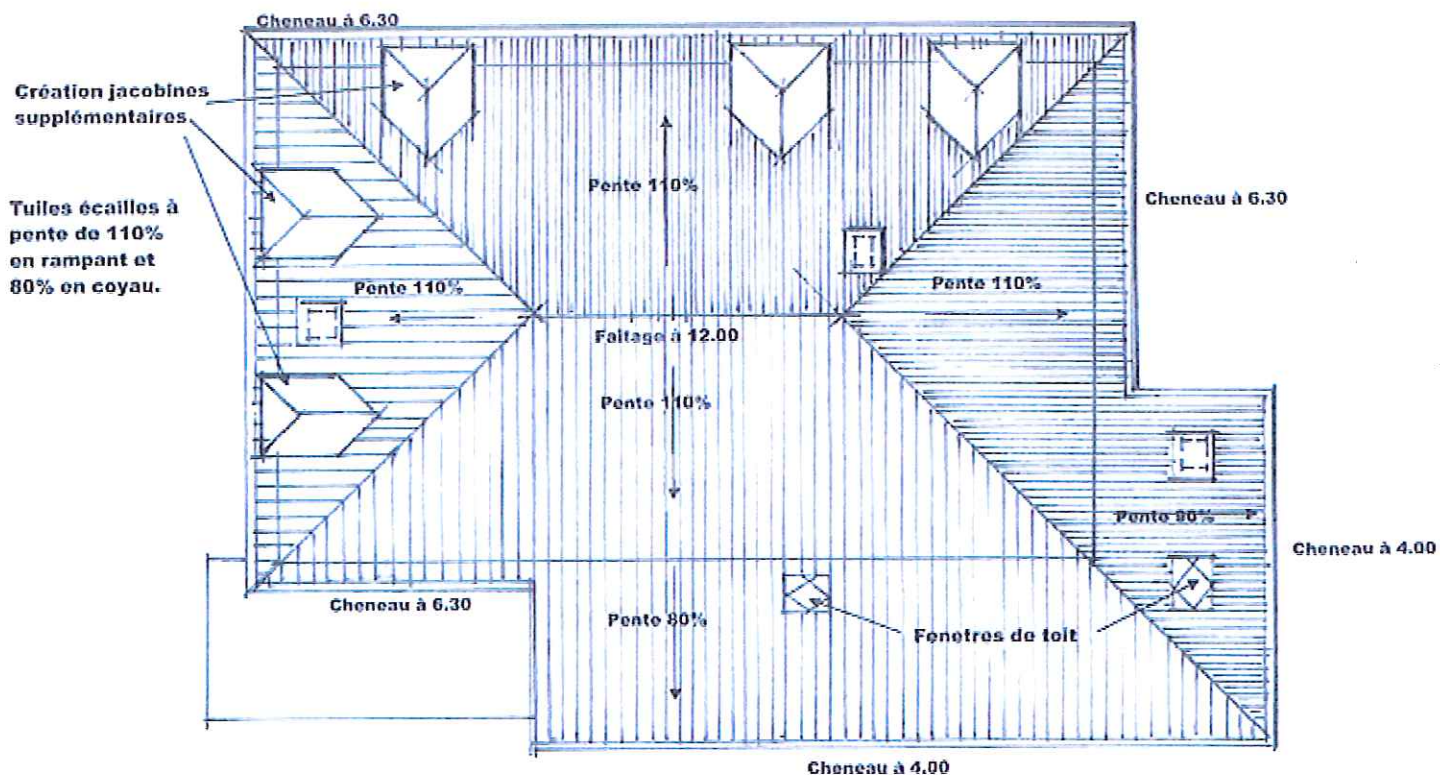 Cheneau à 6.30
Création jacobines
supplémentaires
Tuiles écailles à
pente de 110%
en rampant et
80% en coyau.
Pente 110%
Cheneau à 6.30
Pente 110%
Pente 110%
Faitage à 12.00
Pente 110%
Pente 90%
Cheneau à 4.00
Cheneau à 6.30
Pente 80%
Fenetres de toit
Cheneau à 4.00